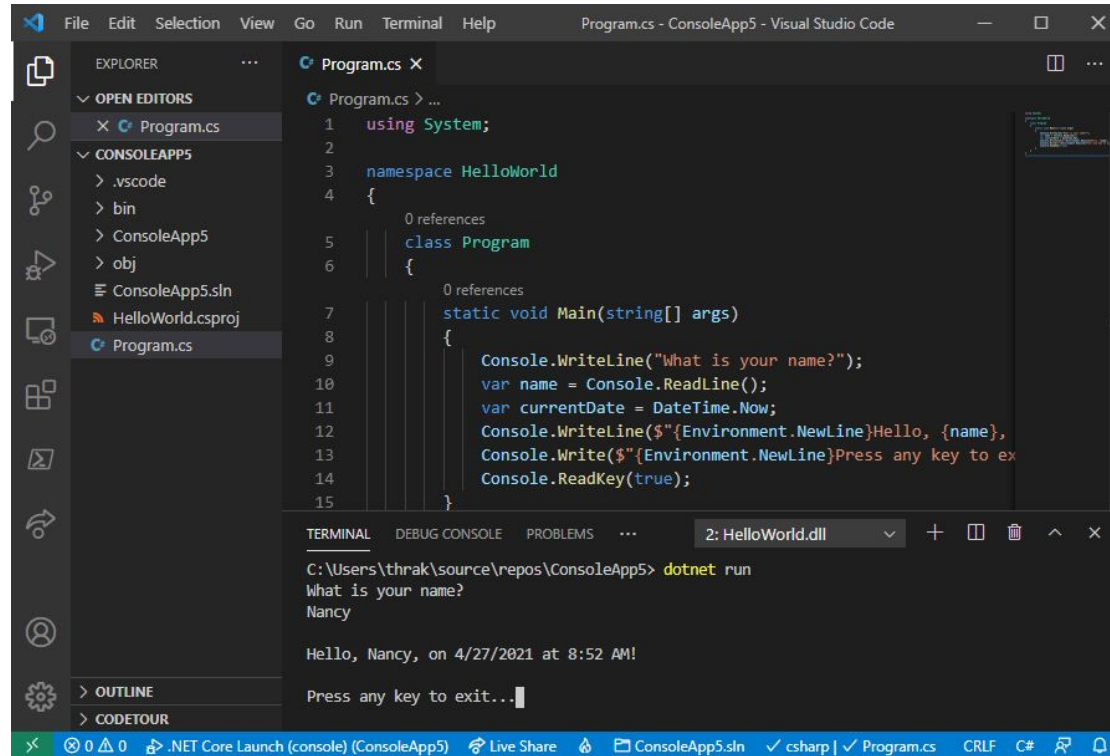 File Edit Selection View Go Run Terminal Help Program.cs - ConsoleApp5 - Visual Studio Code
EXPLORER
OPEN EDITORS
Program.cs
CONSOLEAPP5
.vscode
bin
ConsoleApp5
obj
ConsoleApp5.sln
HelloWorld.csproj
Program.cs
OUTLINE
CODETOUR
Program.cs
Program.cs > ...
1 using System;
2
3 namespace HelloWorld
4 {
0 references
5 class Program
6 {
0 references
7 static void Main(string[] args)
8 {
9 Console.WriteLine("What is your name?");
10 var name = Console.ReadLine();
11 var currentDate = DateTime.Now;
12 Console.WriteLine($"{Environment.NewLine}Hello, {name},
13 Console.Write($"{Environment.NewLine}Press any key to ex
14 Console.ReadKey(true);
15 }
TERMINAL DEBUG CONSOLE PROBLEMS ... 2: HelloWorld.dll
C:\Users\thrak\source\repos\ConsoleApp5> dotnet run
What is your name?
Nancy
Hello, Nancy, on 4/27/2021 at 8:52 AM!
Press any key to exit...
0 0 .NET Core Launch (console) (ConsoleApp5) Live Share ConsoleApp5.sln csharp | Program.cs CRLF C#